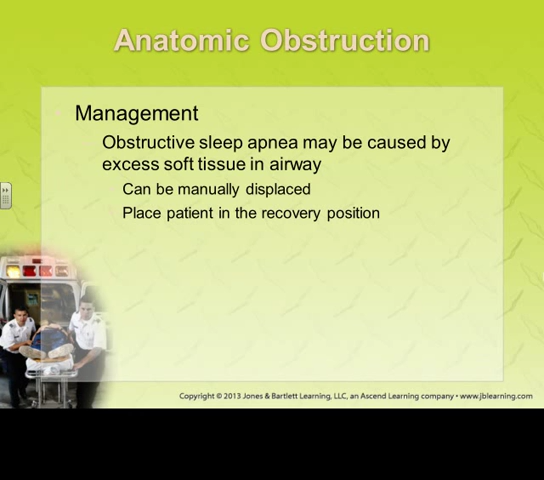 Anatomic Obstruction
Management
Obstructive sleep apnea may be caused by
excess soft tissue in airway
Can be manually displaced
Place patient in the recovery position
Copyright © 2013 Jones & Bartlett Learning, LLC, an Ascend Learning company • www.jblearning.com